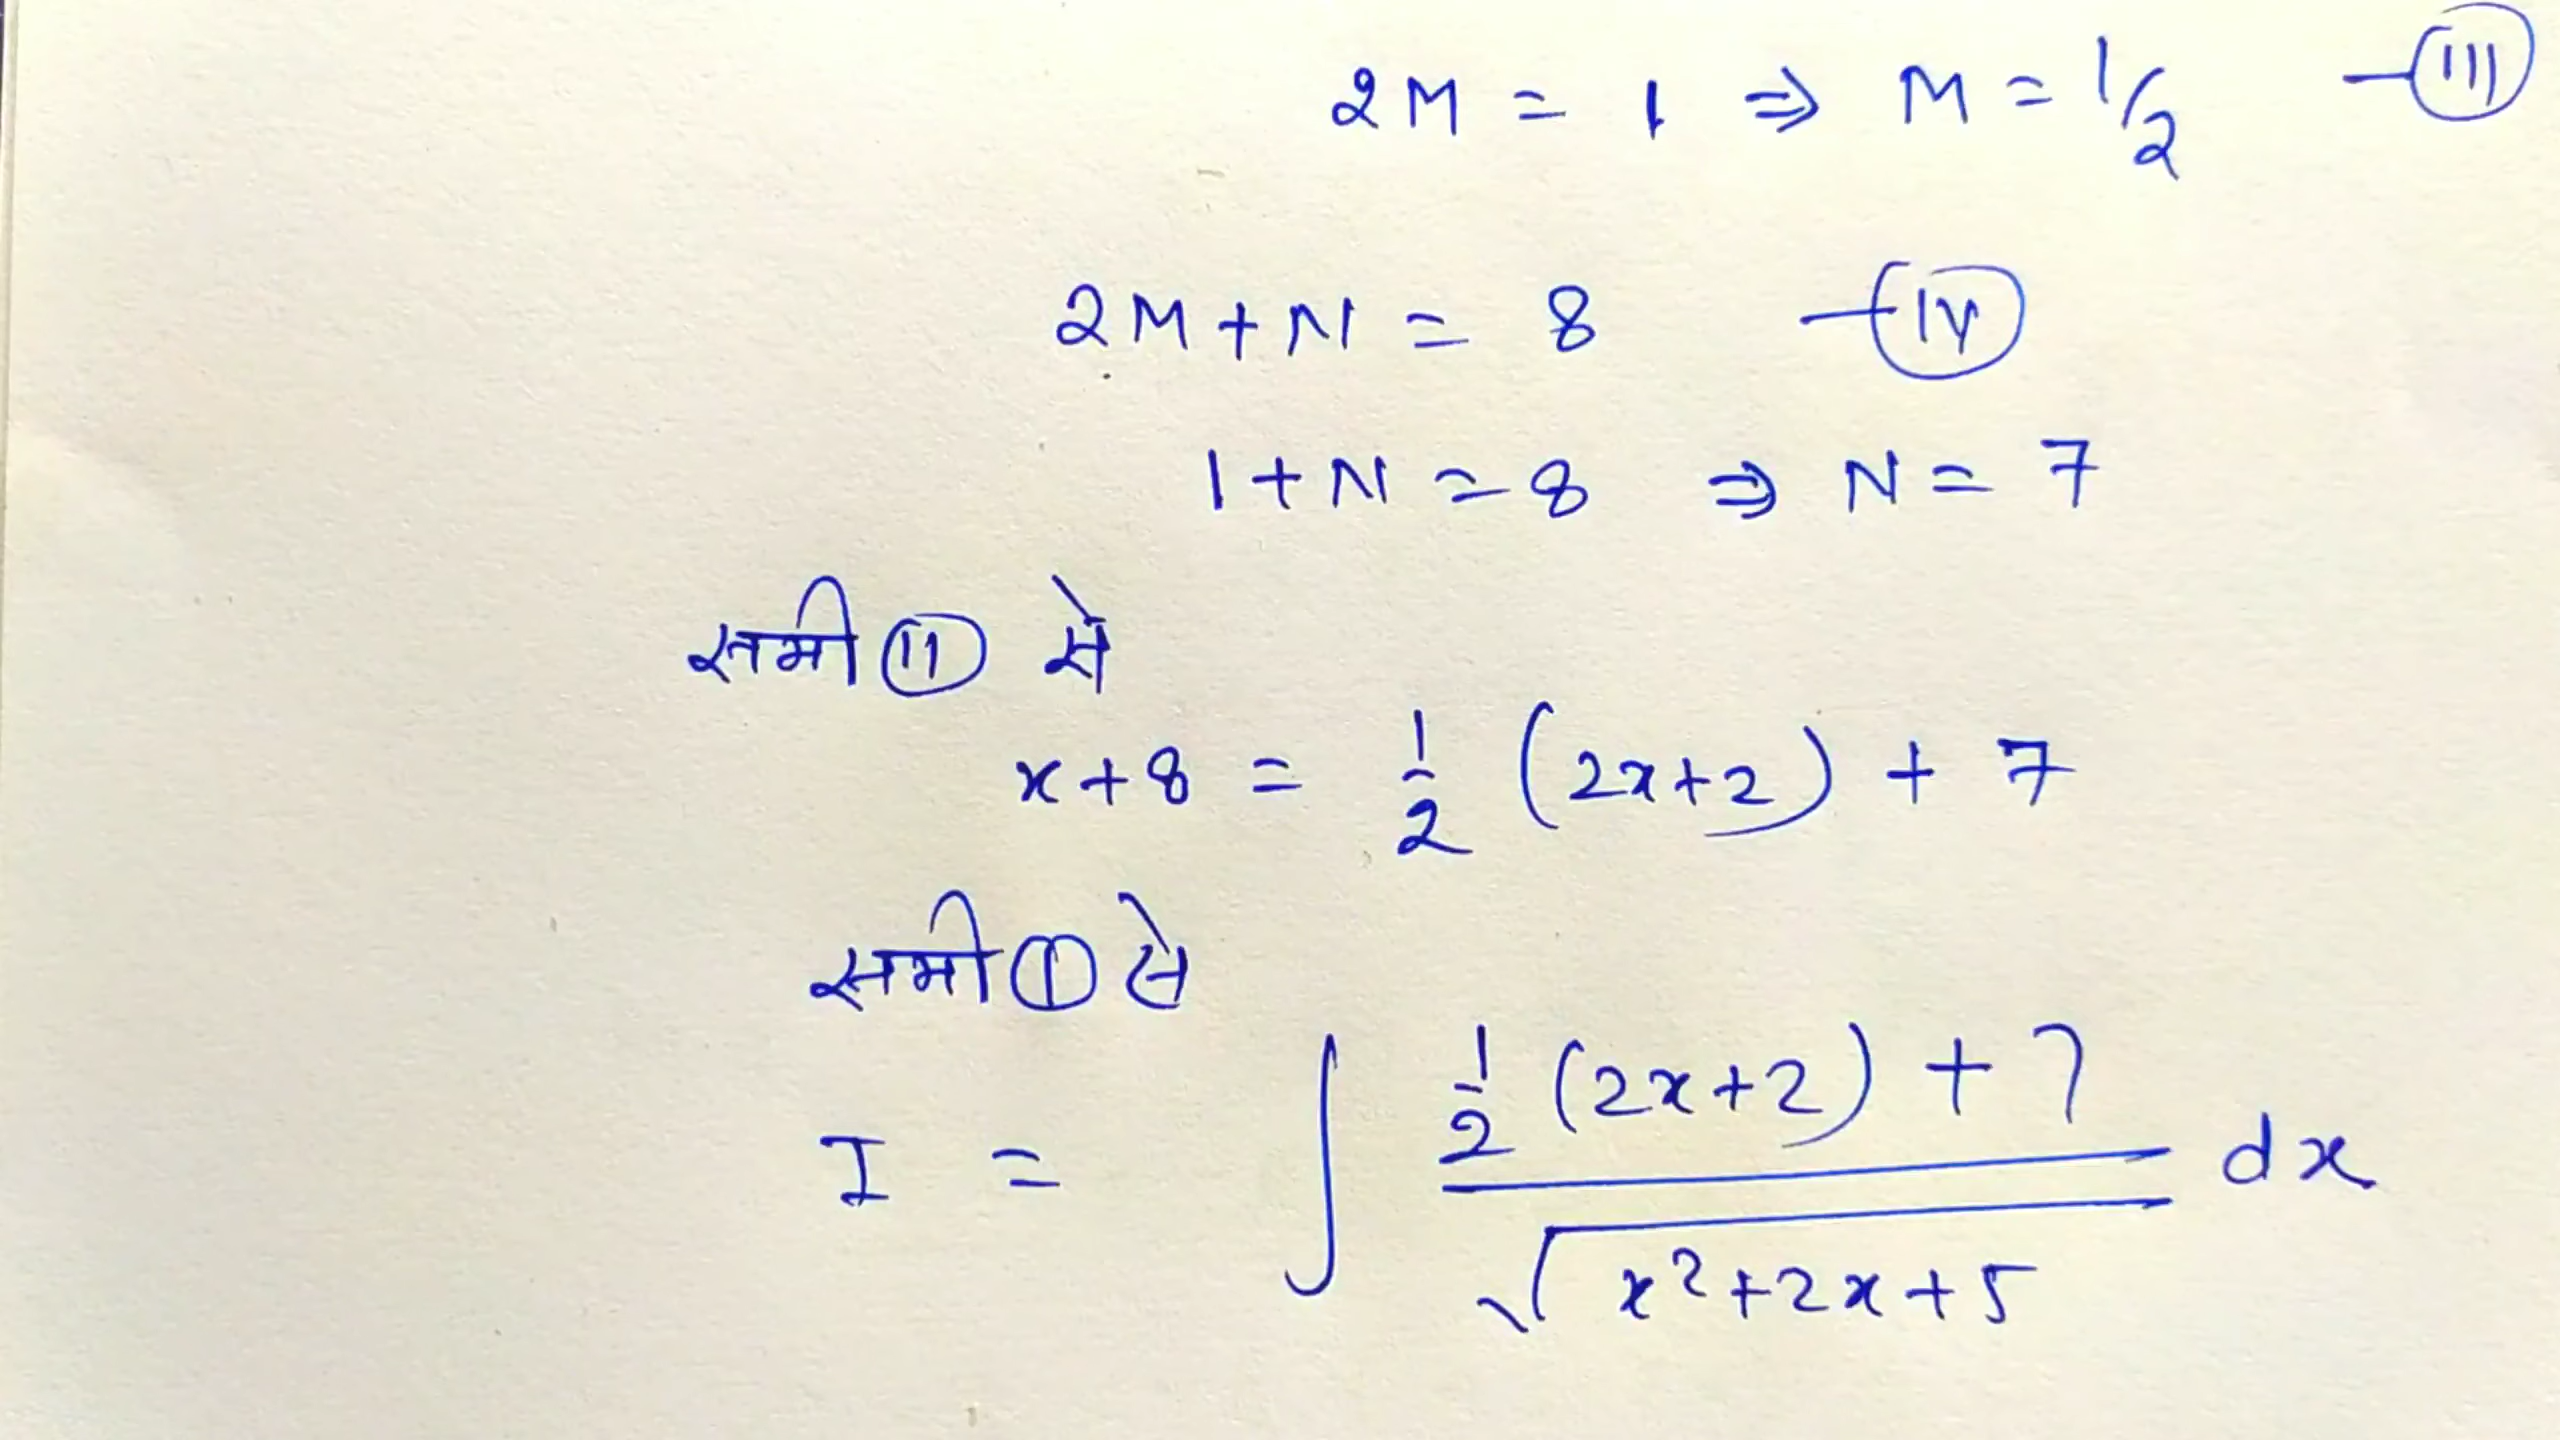 2M = 1 ⇒ M = 1/2 —(III)
2M + N = 8 —(IV)
1 + N = 8 ⇒ N = 7
समी (II) से
x + 8 = 1/2 (2x+2) + 7
समी (I) से
I = ∫ (1/2 (2x+2) + 7) / √(x²+2x+5) dx